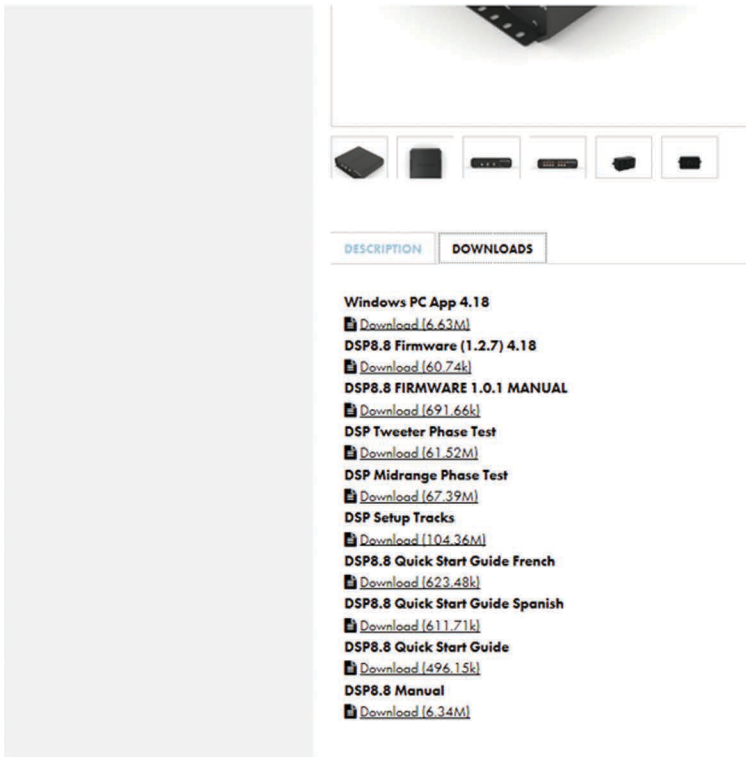 DESCRIPTION DOWNLOADS
Windows PC App 4.18
Download (6.63M)
DSP8.8 Firmware (1.2.7) 4.18
Download (60.74k)
DSP8.8 FIRMWARE 1.0.1 MANUAL
Download (691.66k)
DSP Tweeter Phase Test
Download (61.52M)
DSP Midrange Phase Test
Download (67.39M)
DSP Setup Tracks
Download (104.36M)
DSP8.8 Quick Start Guide French
Download (623.48k)
DSP8.8 Quick Start Guide Spanish
Download (611.71k)
DSP8.8 Quick Start Guide
Download (496.15k)
DSP8.8 Manual
Download (6.34M)